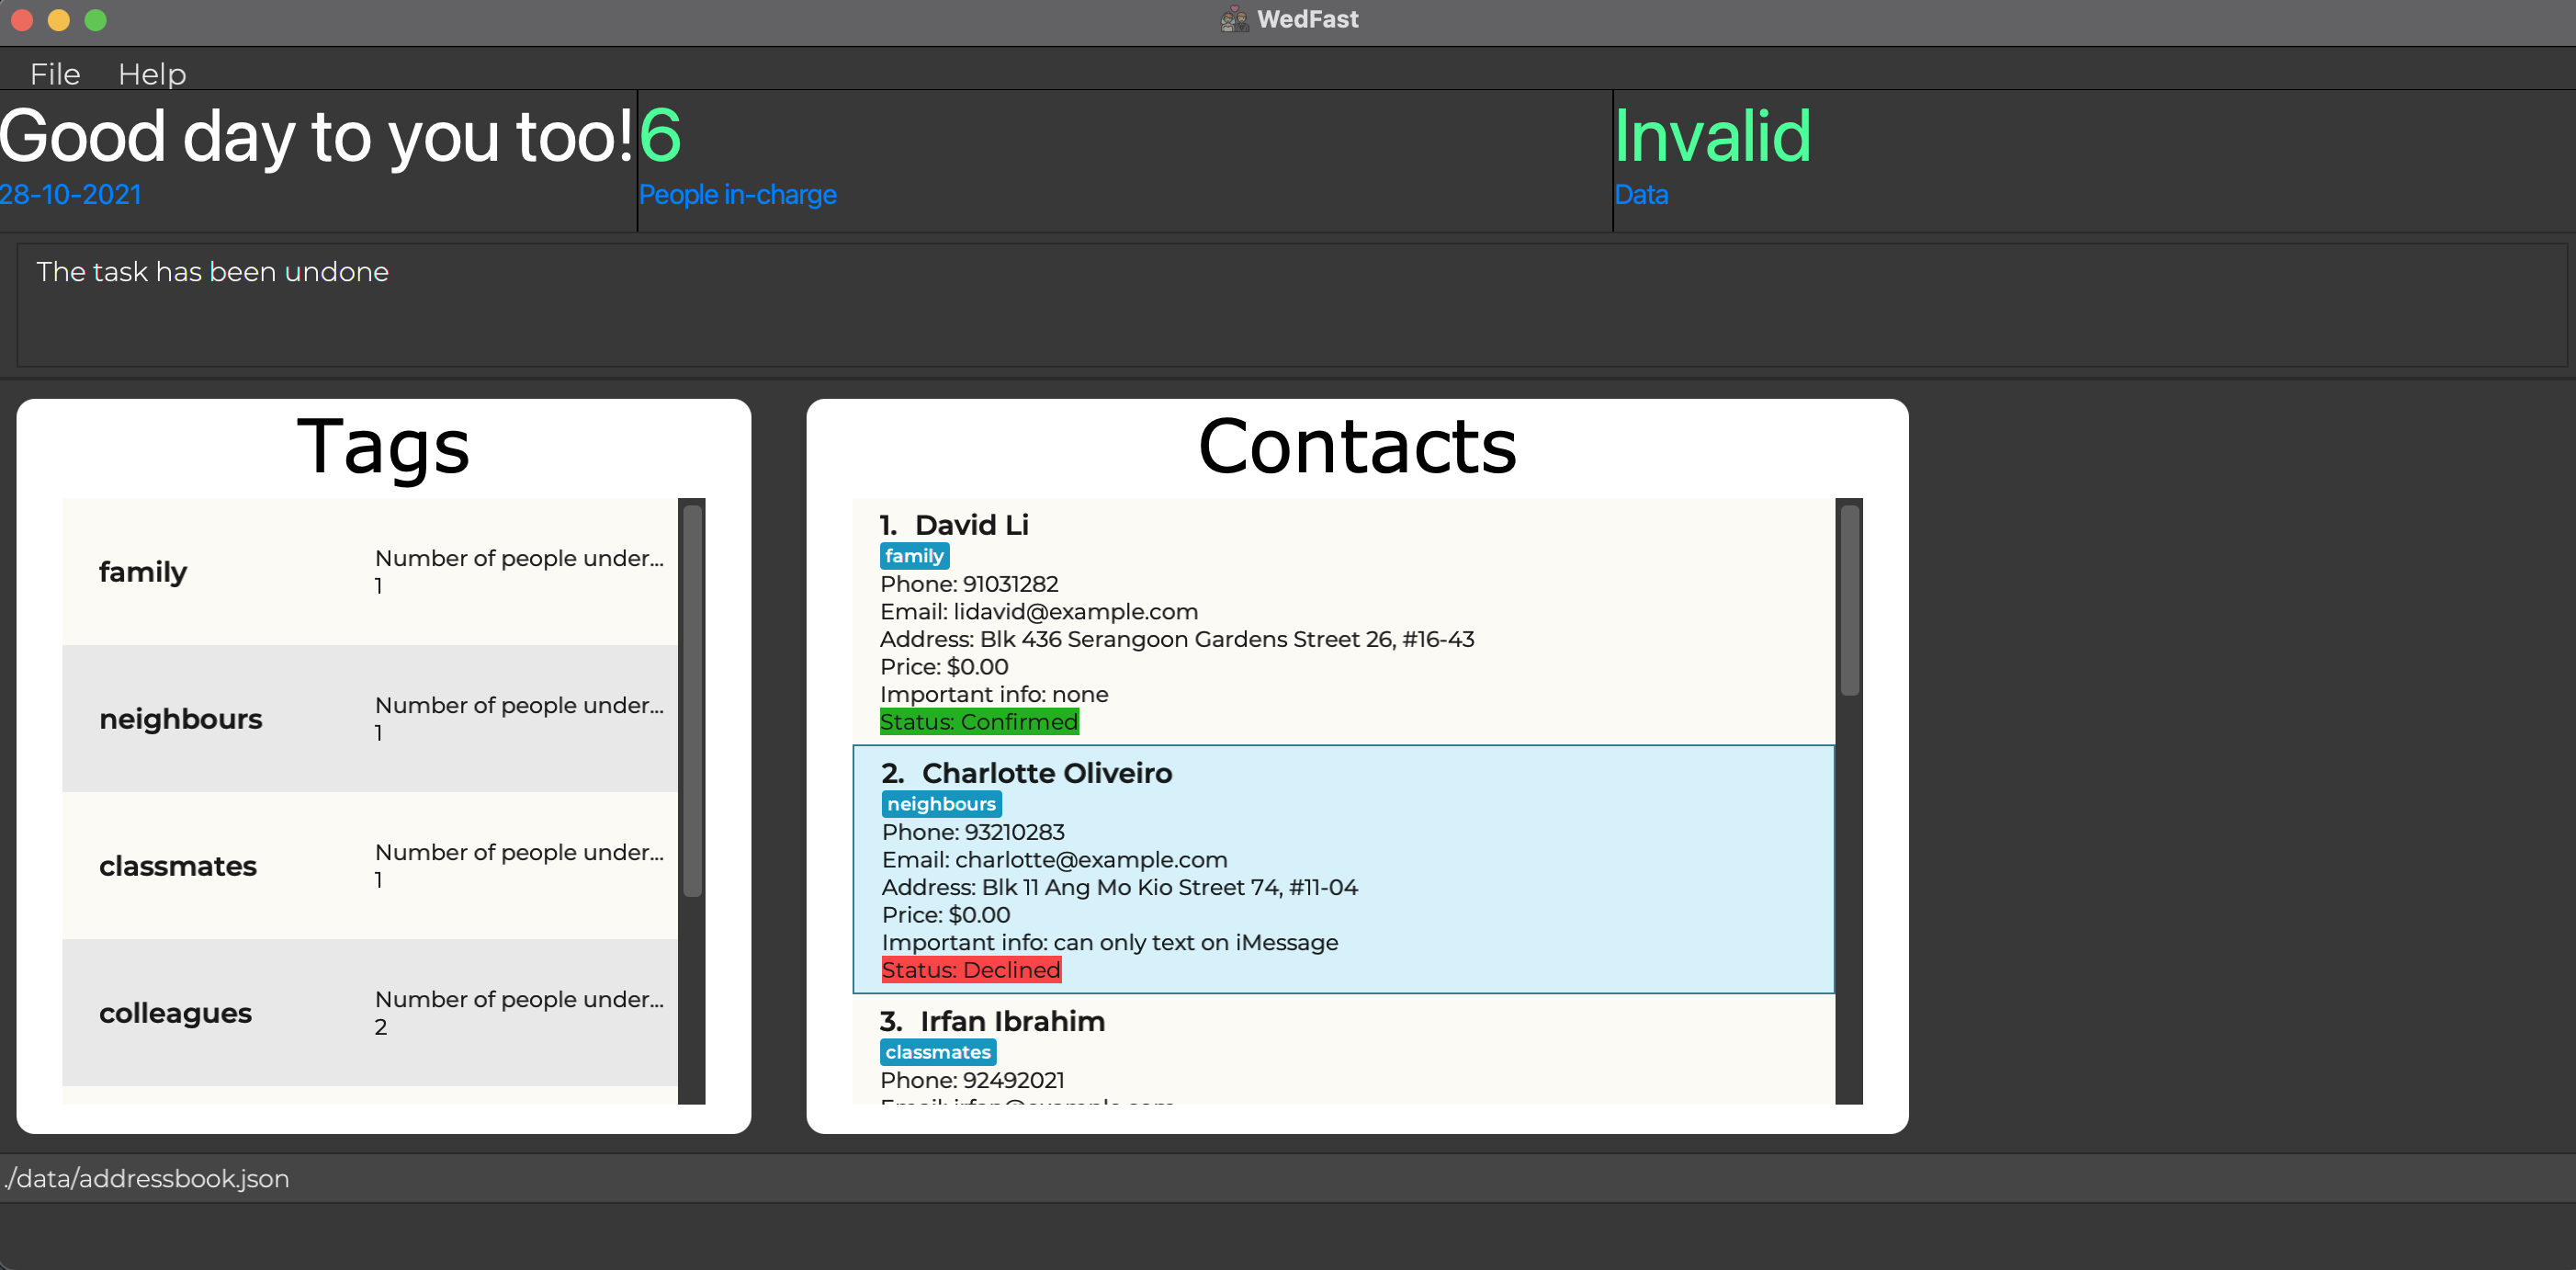 WedFast
File Help
Good day to you too!
28-10-2021
6
People in-charge
Invalid
Data
The task has been undone
Tags
family
Number of people under...
1
neighbours
Number of people under...
1
classmates
Number of people under...
1
colleagues
Number of people under...
2
Contacts
1. David Li
family
Phone: 91031282
Email: lidavid@example.com
Address: Blk 436 Serangoon Gardens Street 26, #16-43
Price: $0.00
Important info: none
Status: Confirmed
2. Charlotte Oliveiro
neighbours
Phone: 93210283
Email: charlotte@example.com
Address: Blk 11 Ang Mo Kio Street 74, #11-04
Price: $0.00
Important info: can only text on iMessage
Status: Declined
3. Irfan Ibrahim
classmates
Phone: 92492021
Email: irfan@example.com
./data/addressbook.json